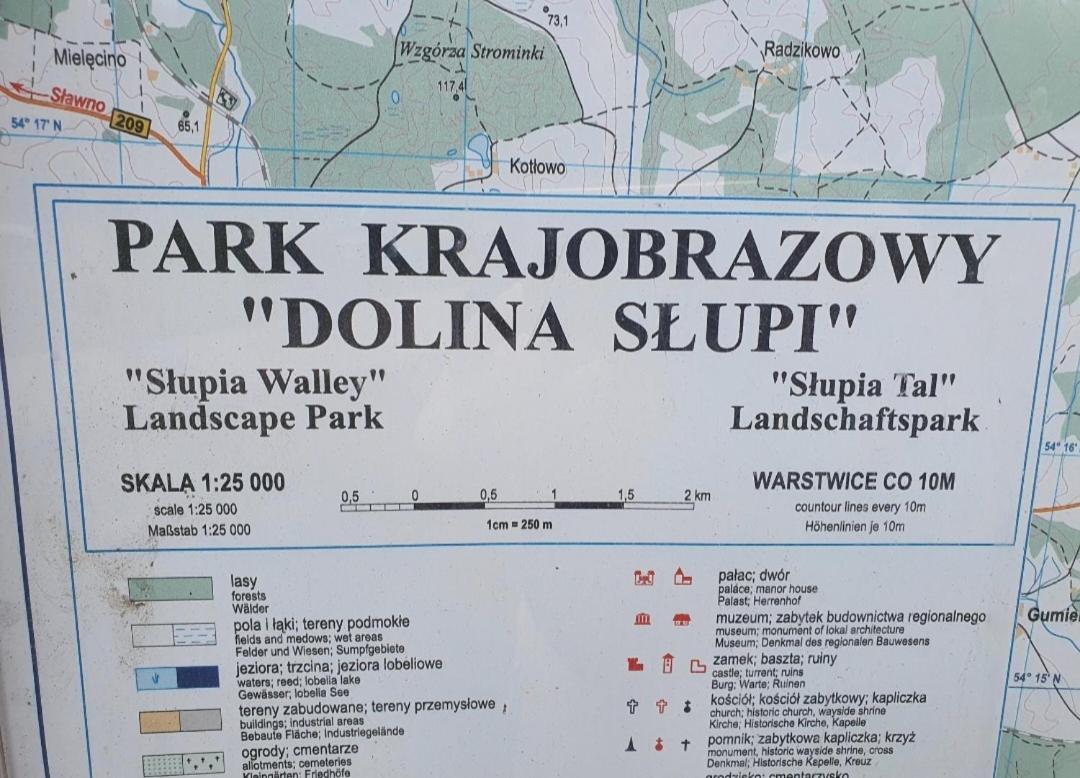 73,1
Wzgórza Strominki
Radzikowo
Mielęcino
117,4
Sławno
209
65,1
54° 17' N
Kotłowo
PARK KRAJOBRAZOWY
"DOLINA SŁUPI"
"Słupia Walley"
Landscape Park
"Słupia Tal"
Landschaftspark
54° 16'
SKALA 1:25 000
scale 1:25 000
Maßstab 1:25 000
0,5 0 0,5 1 1,5 2 km
1cm = 250 m
WARSTWICE CO 10M
countour lines every 10m
Höhenlinien je 10m
lasy
forests
Wälder
pola i łąki; tereny podmokłe
fields and medows; wet areas
Felder und Wiesen; Sumpfgebiete
jeziora; trzcina; jeziora lobeliowe
waters; reed; lobelia lake
Gewässer; lobelia See
tereny zabudowane; tereny przemysłowe
buildings; industrial areas
Bebaute Fläche; Industriegelände
ogrody; cmentarze
allotments; cemeteries
Kleingärten; Friedhöfe
pałac; dwór
palace; manor house
Palast; Herrenhof
muzeum; zabytek budownictwa regionalnego
museum; monument of lokal architecture
Museum; Denkmal des regionalen Bauwesens
zamek; baszta; ruiny
castle; turrent; ruins
Burg; Warte; Ruinen
kościół; kościół zabytkowy; kapliczka
church; historic church, wayside shrine
Kirche; Historische Kirche, Kapelle
pomnik; zabytkowa kapliczka; krzyż
monument, historic wayside shrine, cross
Denkmal; Historische Kapelle, Kreuz
grodzisko; cmentarzysko
Gumie
54° 15' N